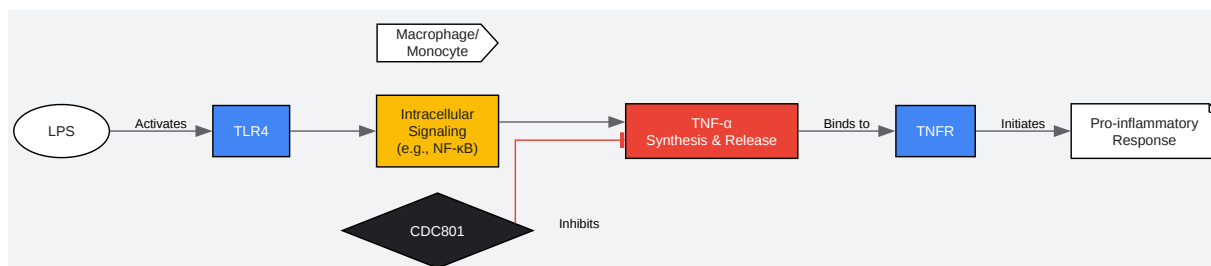 Macrophage/
Monocyte
LPS
Activates
TLR4
Intracellular
Signaling
(e.g., NF-κB)
TNF-α
Synthesis & Release
Binds to
TNFR
Initiates
Pro-inflammatory
Response
CDC801
Inhibits